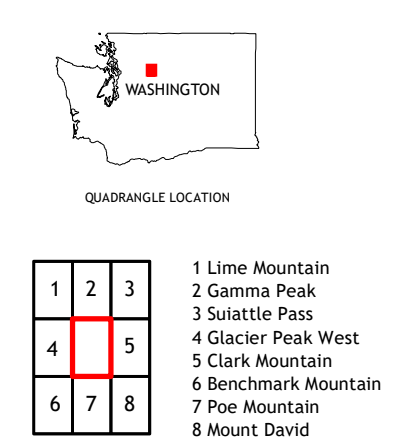 WASHINGTON
QUADRANGLE LOCATION
1 2 3
4 5
6 7 8
1 Lime Mountain
2 Gamma Peak
3 Suiattle Pass
4 Glacier Peak West
5 Clark Mountain
6 Benchmark Mountain
7 Poe Mountain
8 Mount David